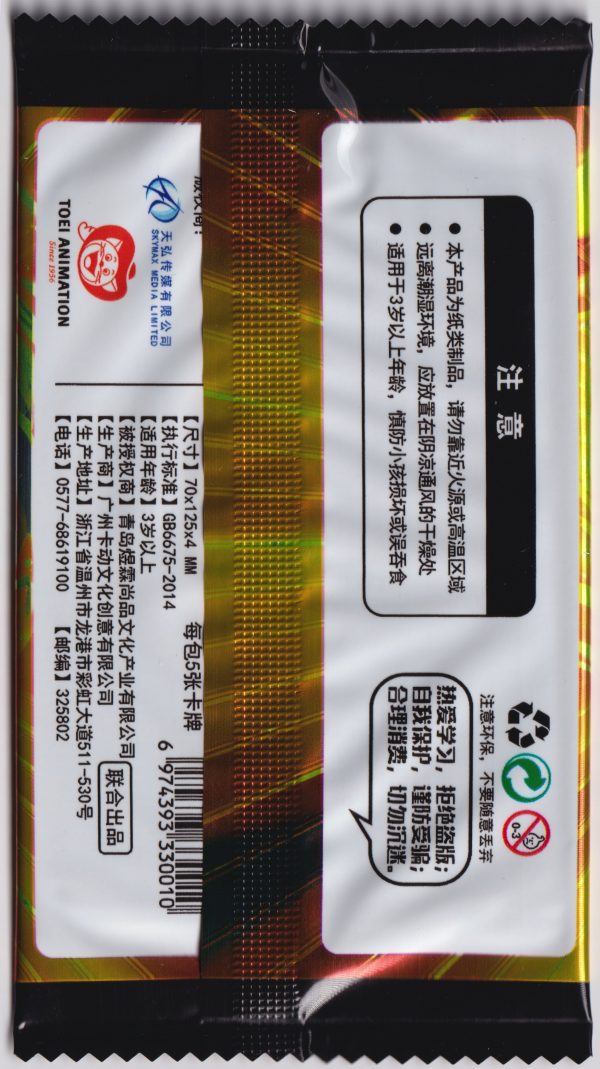 注意
● 本产品为纸类制品，请勿靠近火源或高温区域
● 远离潮湿环境，应放置在阴凉通风的干燥处
● 适用于3岁以上年龄，慎防小孩损坏或误吞食
0-3
注意环保，不要随意丢弃
热爱学习，拒绝盗版；
自我保护，谨防受骗；
合理消费，切勿沉迷。
版权商：
天弘传媒有限公司
SKYMAX MEDIA LIMITED
TOEI ANIMATION
Since 1956
【尺寸】70x125x4 MM 每包5张卡牌
【执行标准】GB6675-2014
【适用年龄】3岁以上
【被授权商】青岛煜霖尚品文化产业有限公司
【生产商】广州卡动文化创意有限公司
联合出品
【生产地址】浙江省温州市龙港市彩虹大道511-530号
【电话】0577-68619100 【邮编】325802
6 974393 330010